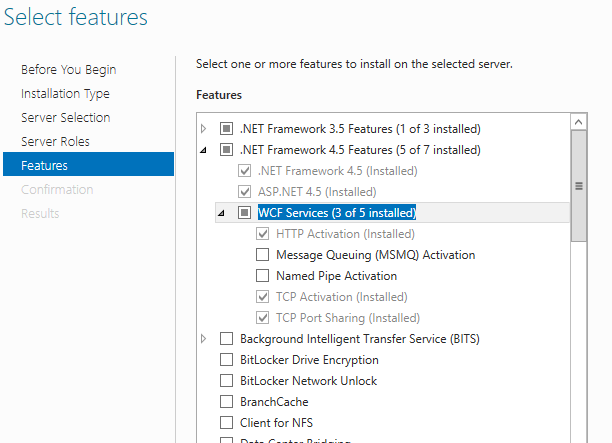 Select features
Before You Begin
Installation Type
Server Selection
Server Roles
Features
Confirmation
Results
Select one or more features to install on the selected server.
Features
.NET Framework 3.5 Features (1 of 3 installed)
.NET Framework 4.5 Features (5 of 7 installed)
.NET Framework 4.5 (Installed)
ASP.NET 4.5 (Installed)
WCF Services (3 of 5 installed)
HTTP Activation (Installed)
Message Queuing (MSMQ) Activation
Named Pipe Activation
TCP Activation (Installed)
TCP Port Sharing (Installed)
Background Intelligent Transfer Service (BITS)
BitLocker Drive Encryption
BitLocker Network Unlock
BranchCache
Client for NFS
Data Center Bridging